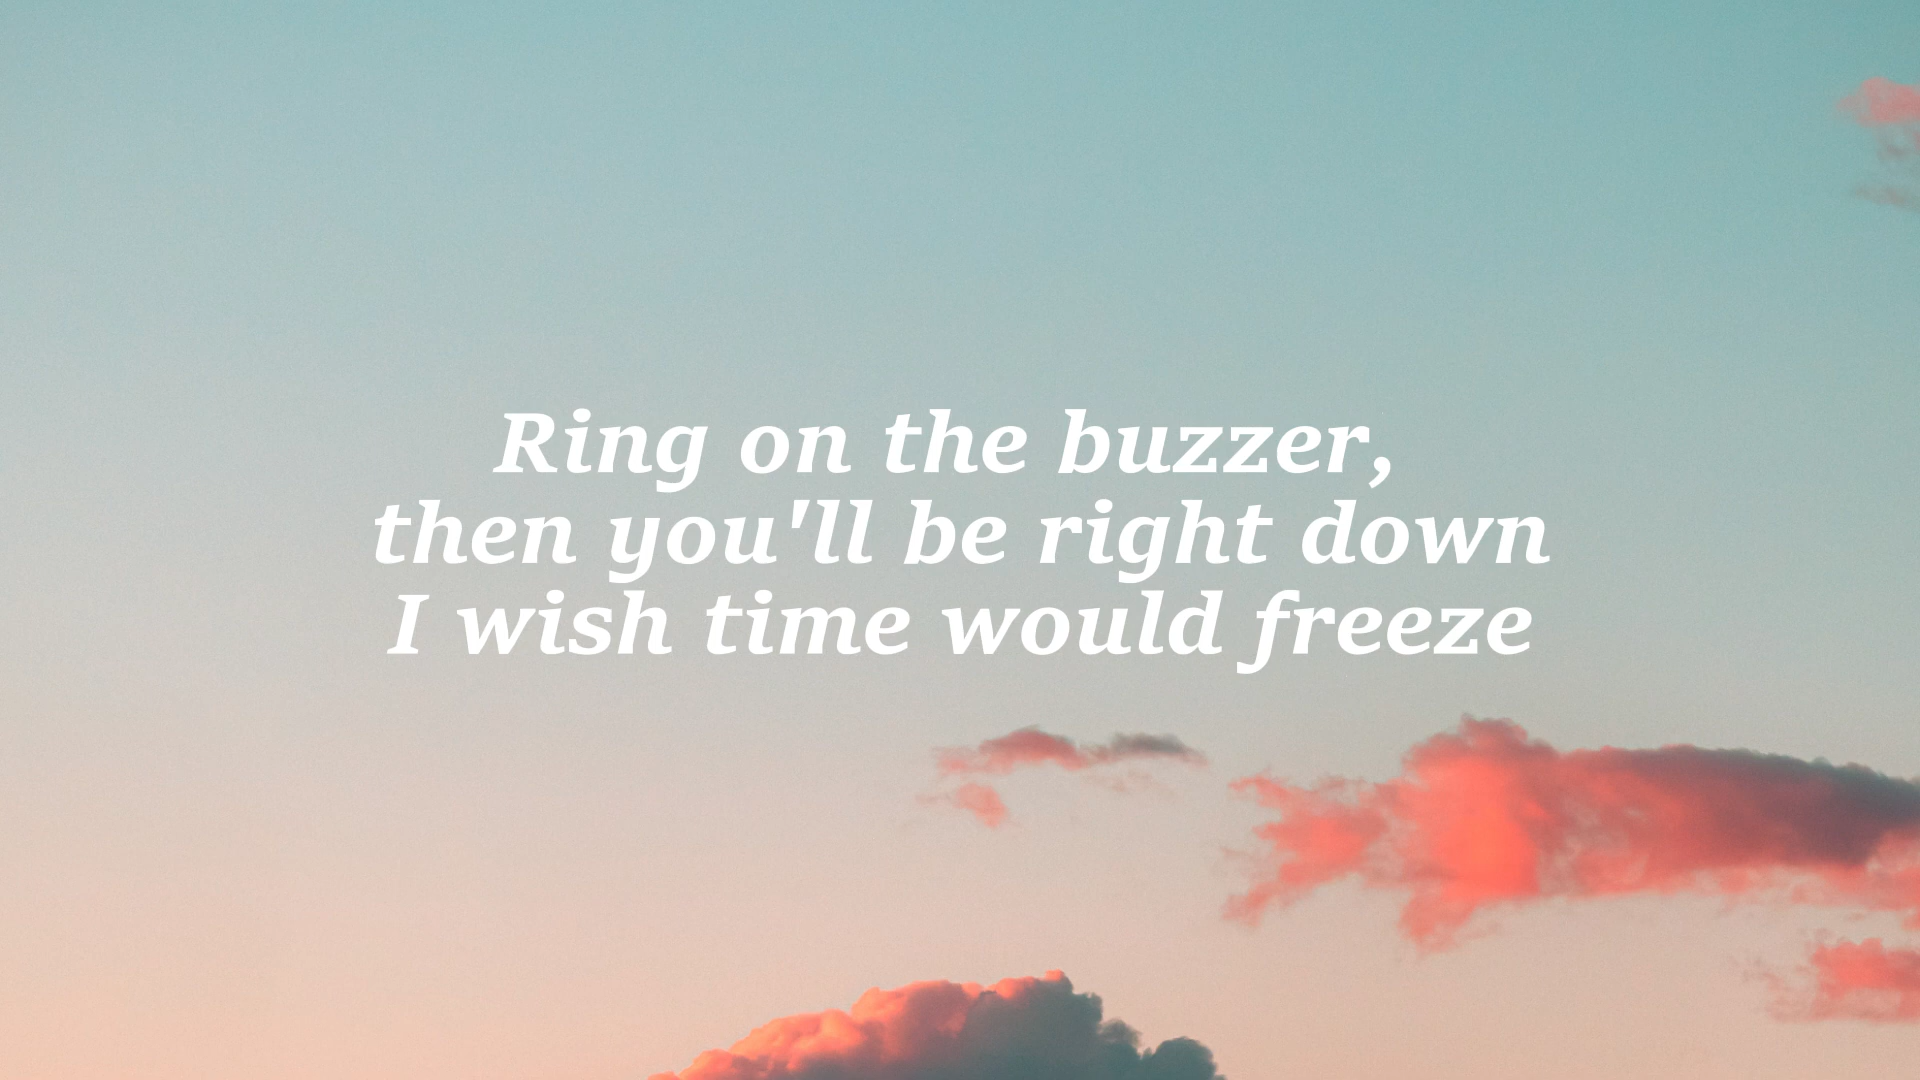 Ring on the buzzer,
then you'll be right down
I wish time would freeze